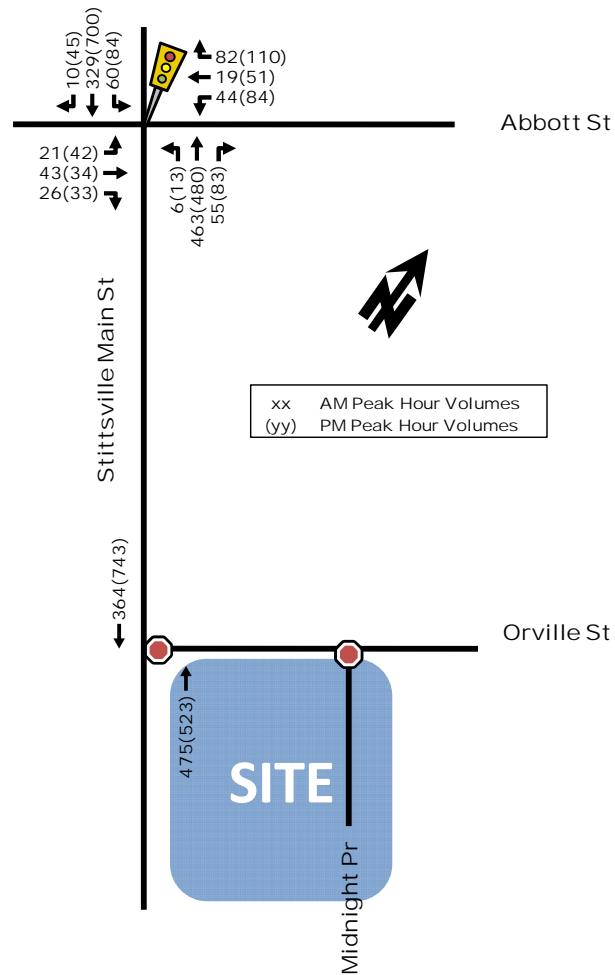 10(45)
329(700)
60(84)
82(110)
19(51)
44(84)
Abbott St
21(42)
43(34)
26(33)
6(13)
463(480)
55(83)
Stittsville Main St
N
xx AM Peak Hour Volumes
(yy) PM Peak Hour Volumes
364(743)
Orville St
475(523)
SITE
Midnight Pr